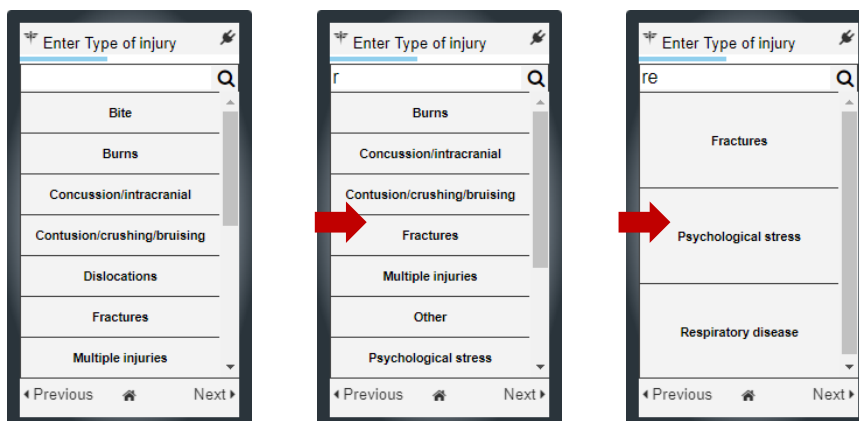 Enter Type of injury
Bite
Burns
Concussion/intracranial
Contusion/crushing/bruising
Dislocations
Fractures
Multiple injuries
Previous
Next
Enter Type of injury
r
Burns
Concussion/intracranial
Contusion/crushing/bruising
Fractures
Multiple injuries
Other
Psychological stress
Previous
Next
Enter Type of injury
re
Fractures
Psychological stress
Respiratory disease
Previous
Next